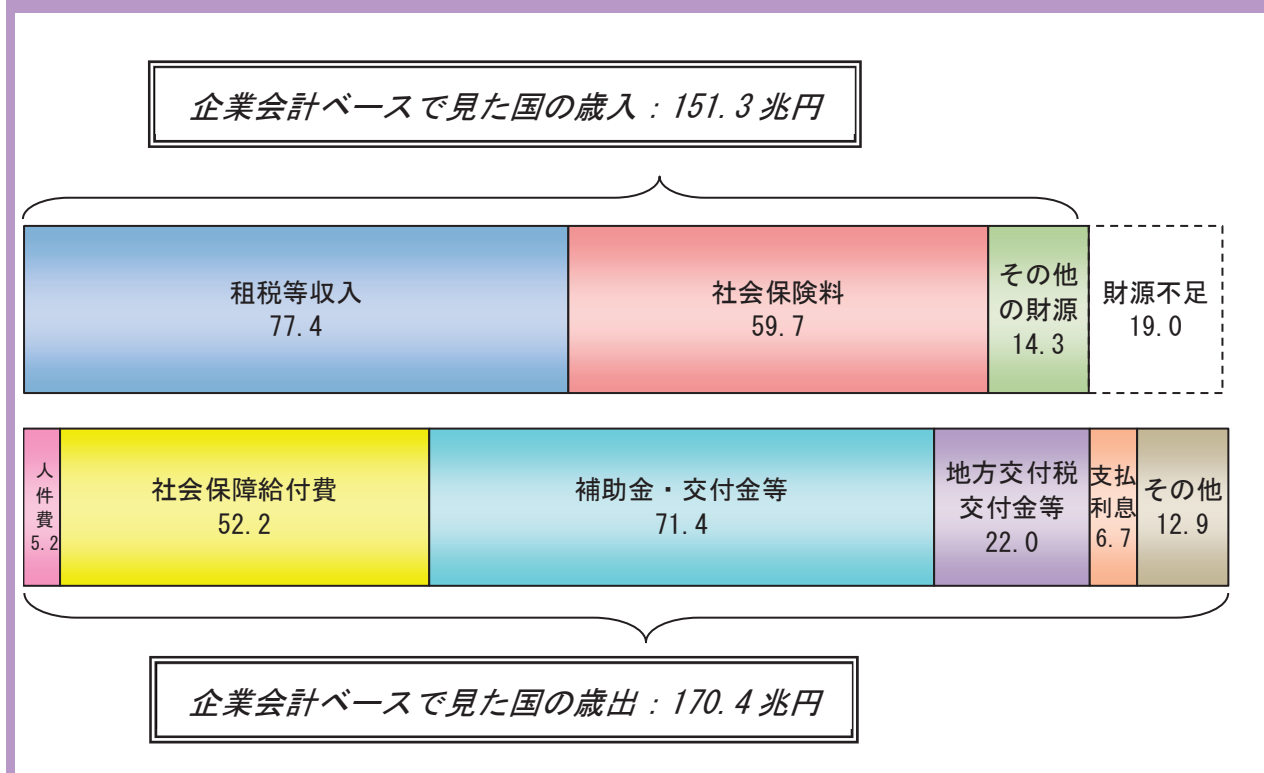 企業会計ベースで見た国の歳入：151.3兆円
租税等収入
77.4
社会保険料
59.7
その他
の財源
14.3
財源不足
19.0
人
件
費
5.2
社会保障給付費
52.2
補助金・交付金等
71.4
地方交付税
交付金等
22.0
支払
利息
6.7
その他
12.9
企業会計ベースで見た国の歳出：170.4兆円